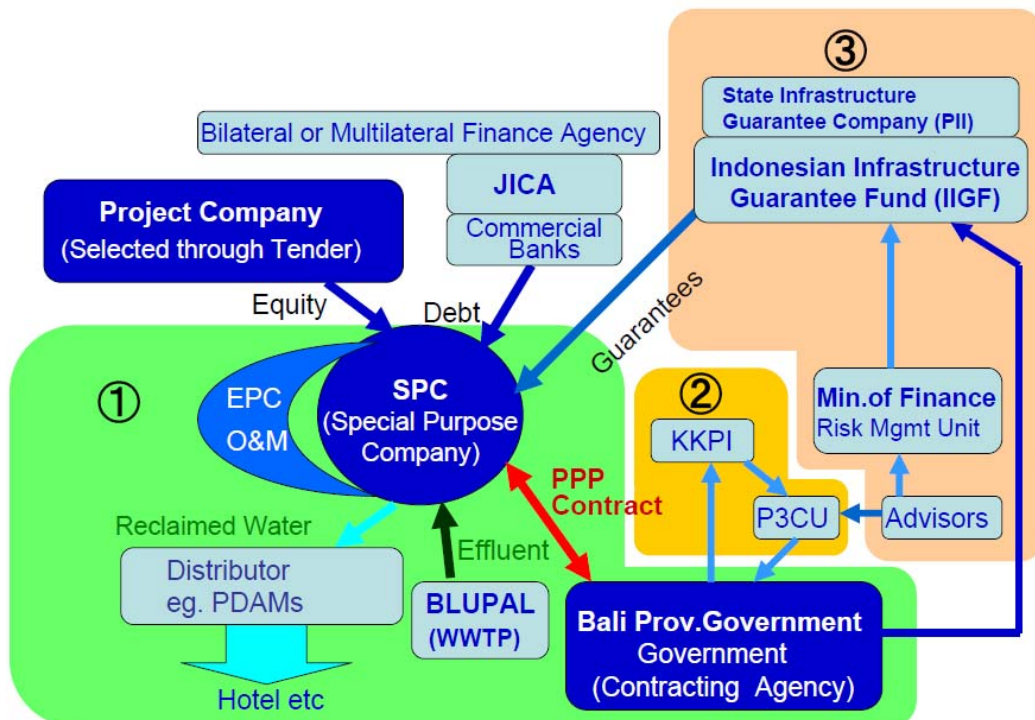 ③
State Infrastructure
Guarantee Company (PII)
Bilateral or Multilateral Finance Agency
Indonesian Infrastructure
Guarantee Fund (IIGF)
JICA
Project Company
(Selected through Tender)
Commercial
Banks
Equity
Debt
Guarantees
①
EPC
O&M
SPC
(Special Purpose
Company)
②
KKPI
Min.of Finance
Risk Mgmt Unit
PPP
Contract
P3CU
Advisors
Reclaimed Water
Effluent
Distributor
eg. PDAMs
BLUPAL
(WWTP)
Bali Prov.Government
Government
(Contracting Agency)
Hotel etc